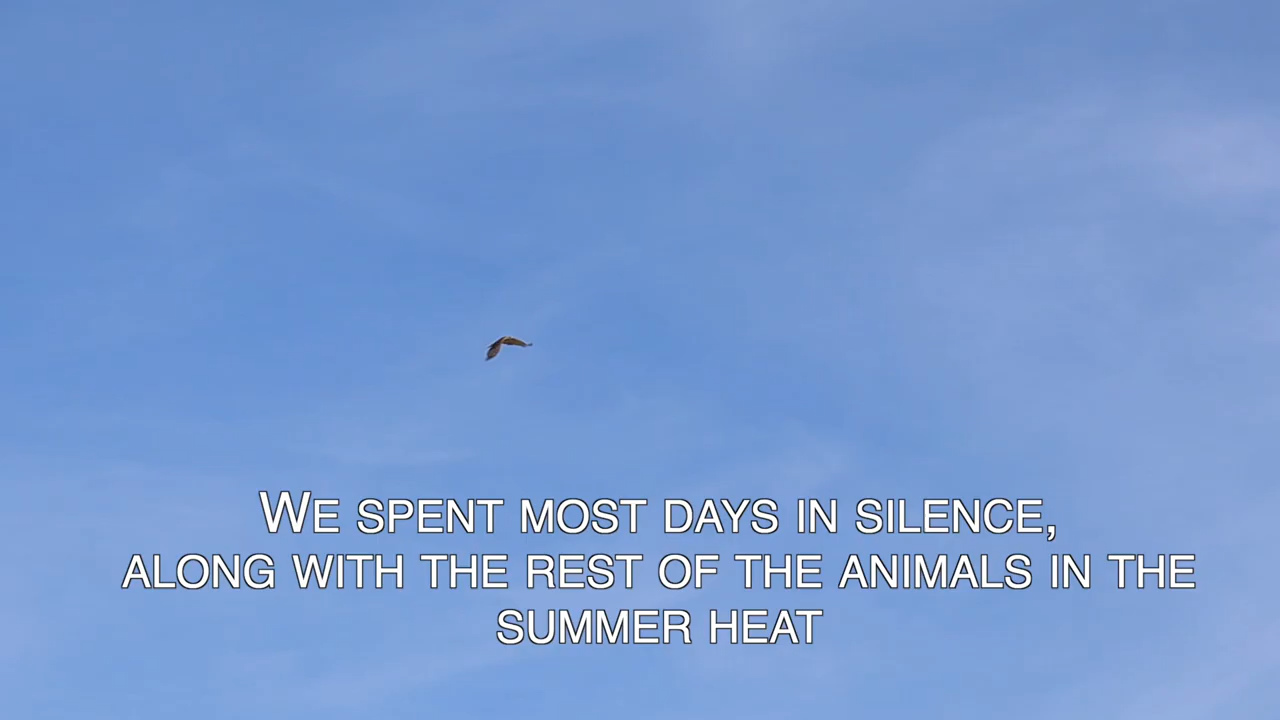 We spent most days in silence,
along with the rest of the animals in the
summer heat